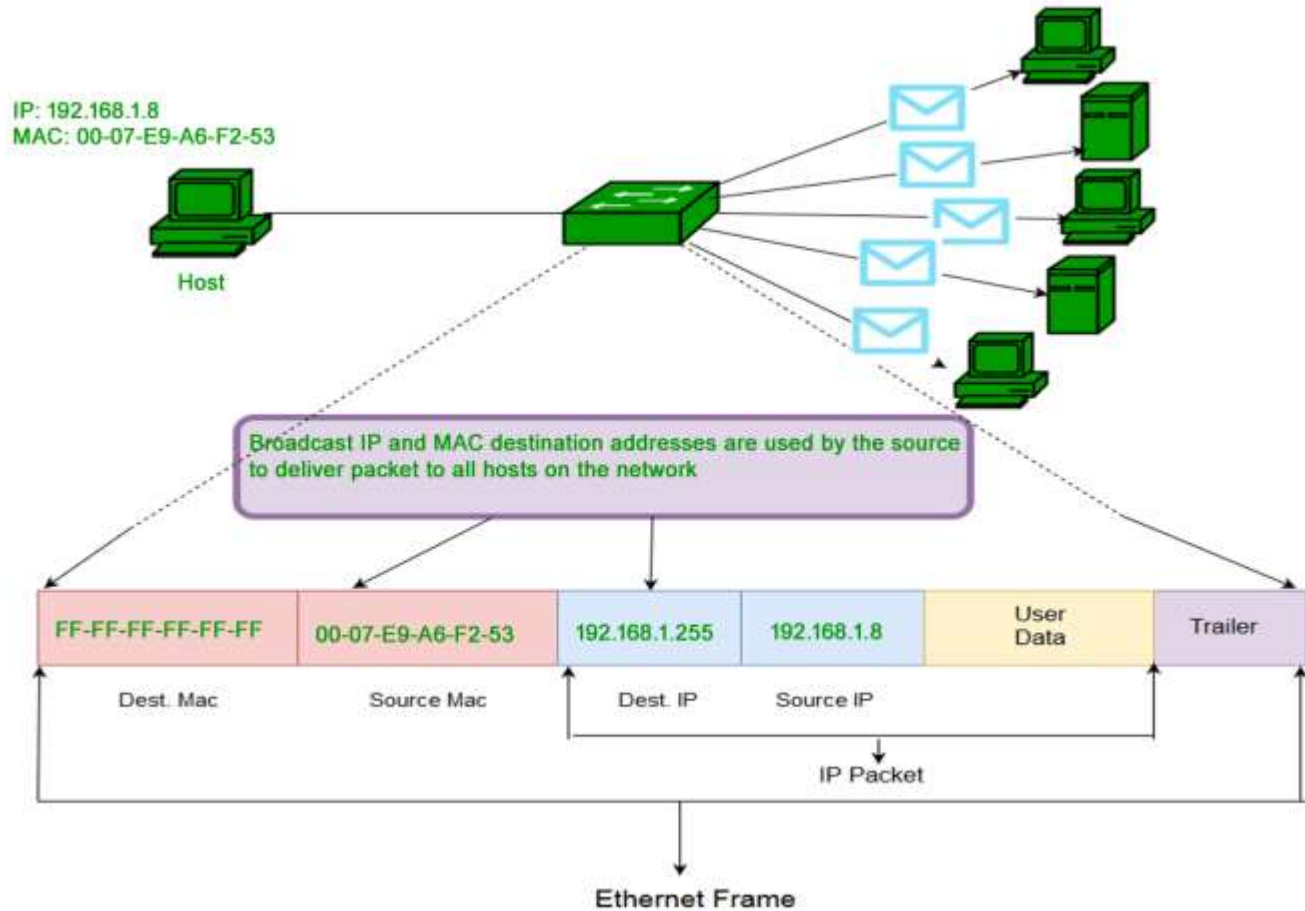 IP: 192.168.1.8
MAC: 00-07-E9-A6-F2-53
Host
Broadcast IP and MAC destination addresses are used by the source
to deliver packet to all hosts on the network
FF-FF-FF-FF-FF-FF
00-07-E9-A6-F2-53
192.168.1.255
192.168.1.8
User
Data
Trailer
Dest. Mac
Source Mac
Dest. IP
Source IP
IP Packet
Ethernet Frame